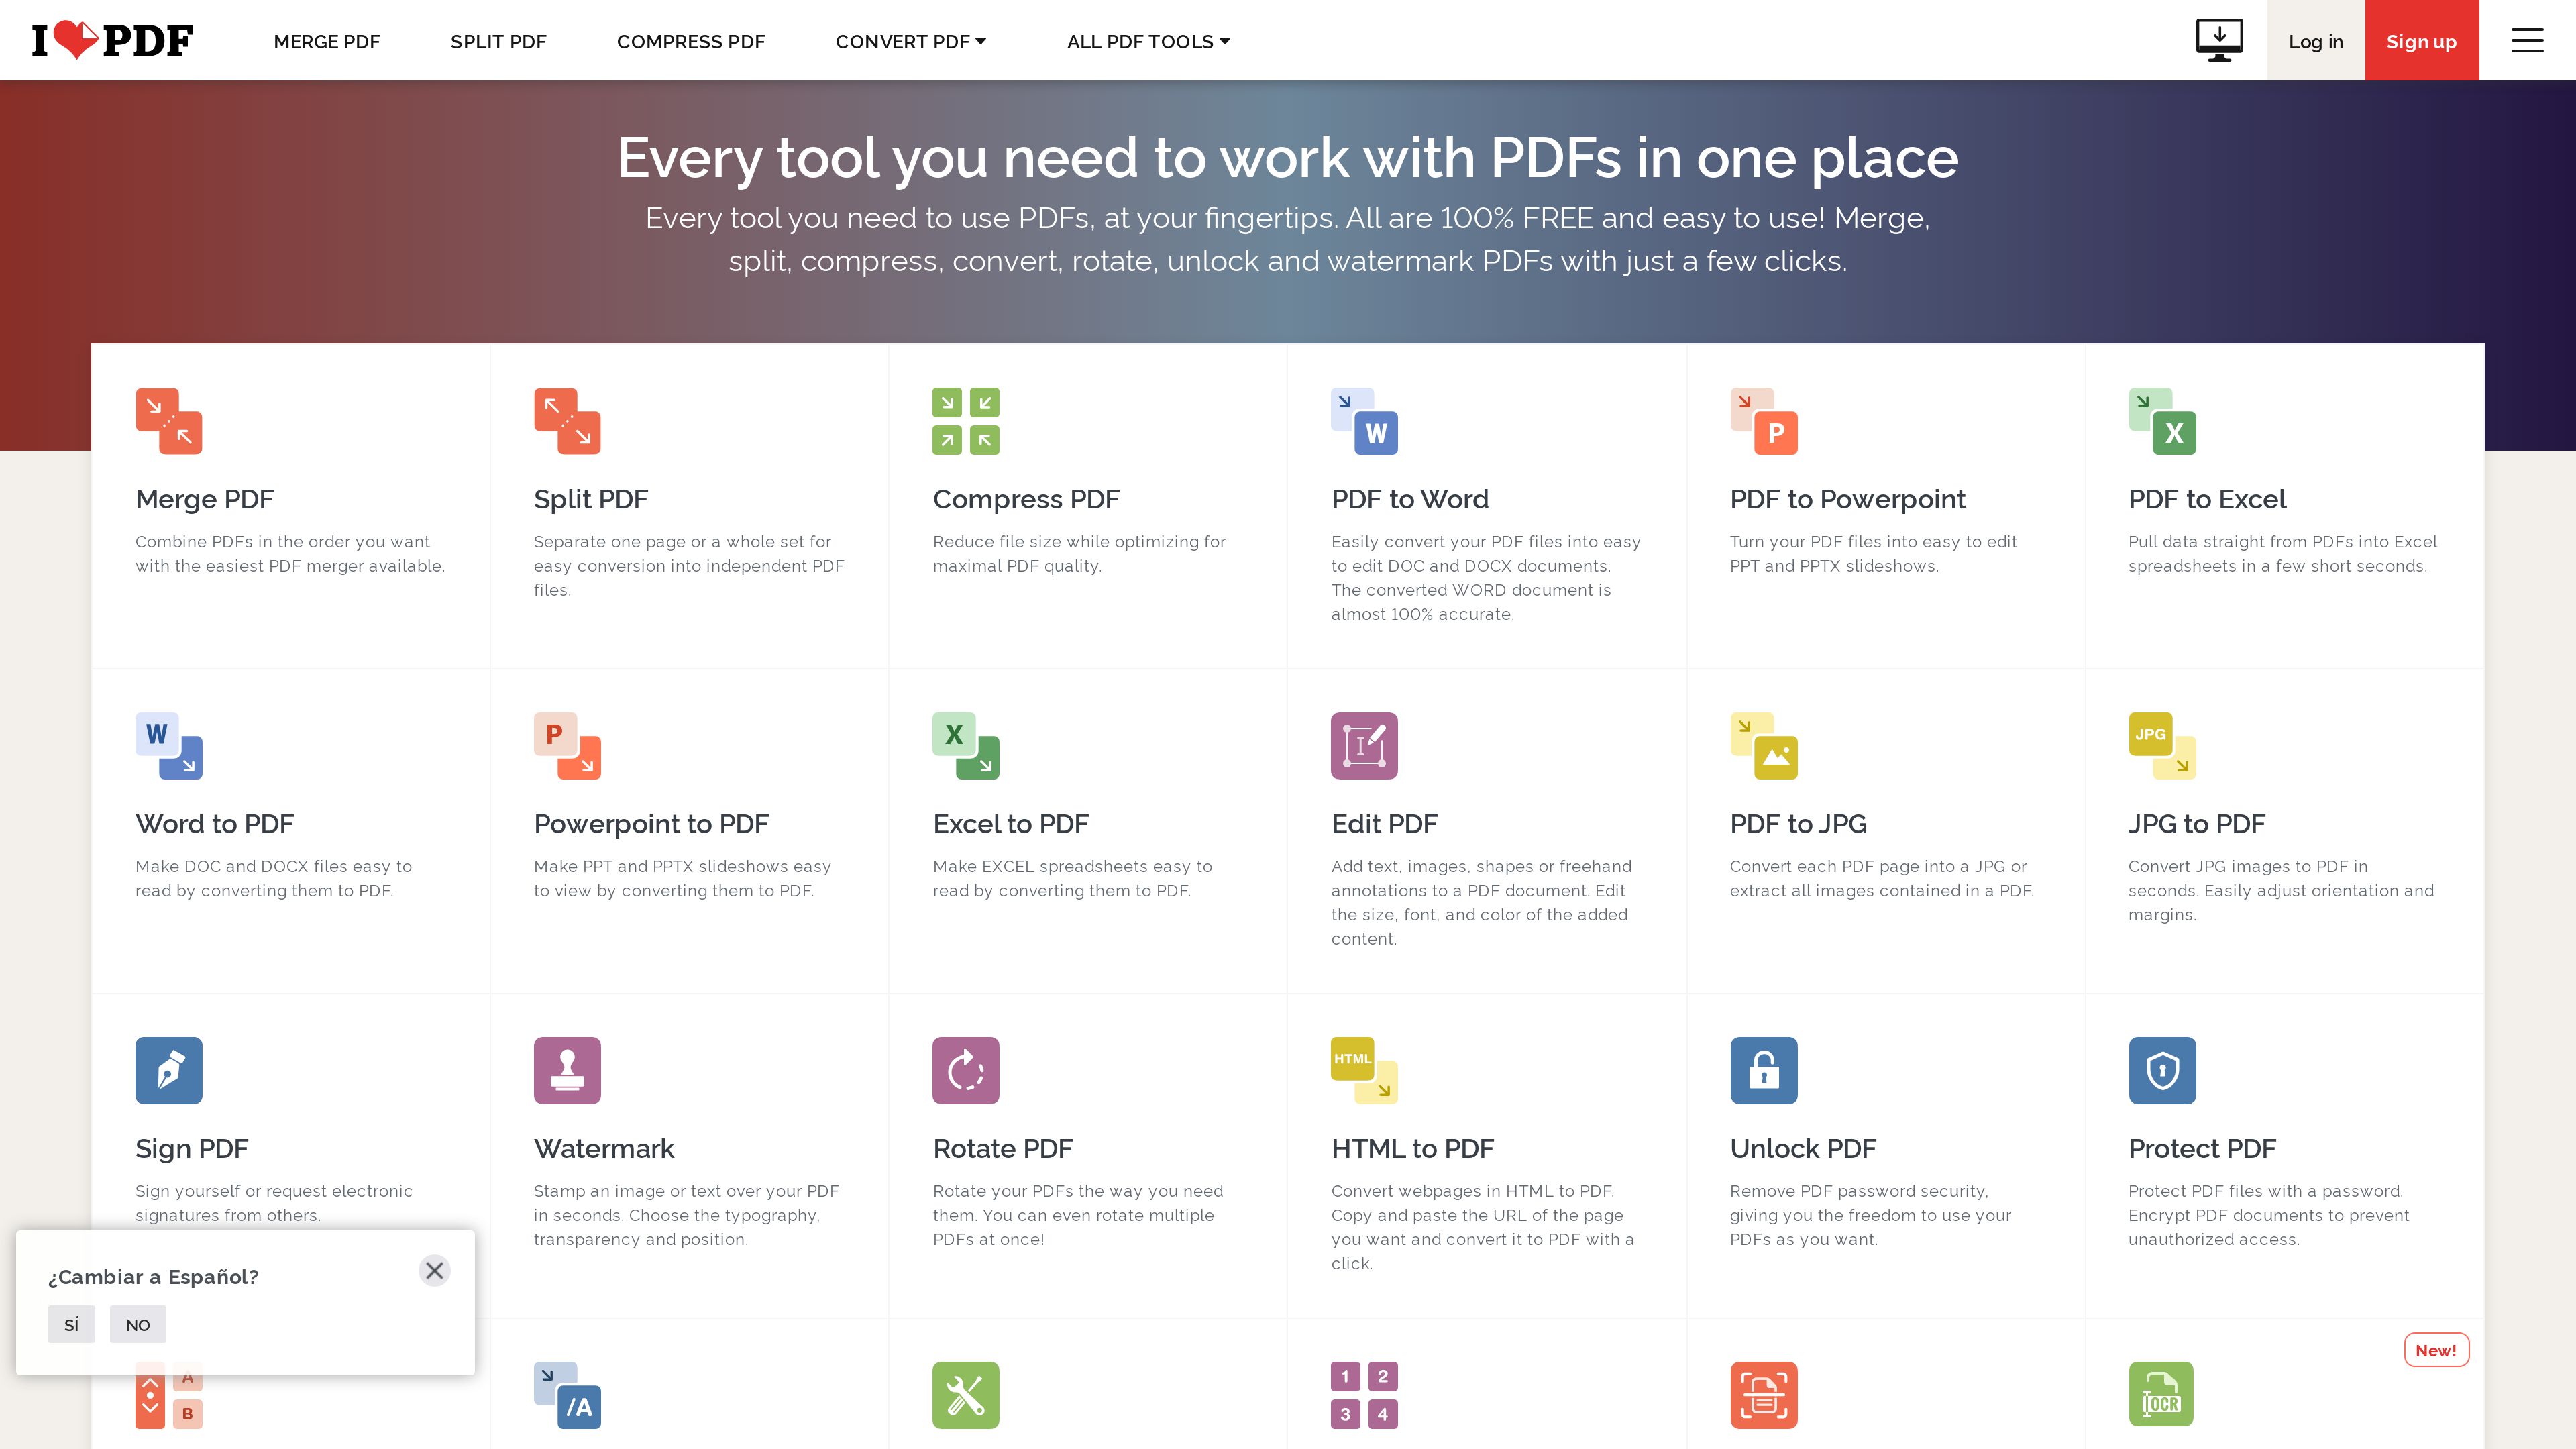 I PDF
MERGE PDF
SPLIT PDF
COMPRESS PDF
CONVERT PDF
ALL PDF TOOLS
Log in
Sign up
Every tool you need to work with PDFs in one place
Every tool you need to use PDFs, at your fingertips. All are 100% FREE and easy to use! Merge,
split, compress, convert, rotate, unlock and watermark PDFs with just a few clicks.
Merge PDF
Combine PDFs in the order you want
with the easiest PDF merger available.
Split PDF
Separate one page or a whole set for
easy conversion into independent PDF
files.
Compress PDF
Reduce file size while optimizing for
maximal PDF quality.
W
PDF to Word
Easily convert your PDF files into easy
to edit DOC and DOCX documents.
The converted WORD document is
almost 100% accurate.
P
PDF to Powerpoint
Turn your PDF files into easy to edit
PPT and PPTX slideshows.
X
PDF to Excel
Pull data straight from PDFs into Excel
spreadsheets in a few short seconds.
W
Word to PDF
Make DOC and DOCX files easy to
read by converting them to PDF.
P
Powerpoint to PDF
Make PPT and PPTX slideshows easy
to view by converting them to PDF.
X
Excel to PDF
Make EXCEL spreadsheets easy to
read by converting them to PDF.
Edit PDF
Add text, images, shapes or freehand
annotations to a PDF document. Edit
the size, font, and color of the added
content.
PDF to JPG
Convert each PDF page into a JPG or
extract all images contained in a PDF.
JPG
JPG to PDF
Convert JPG images to PDF in
seconds. Easily adjust orientation and
margins.
Sign PDF
Sign yourself or request electronic
signatures from others.
Watermark
Stamp an image or text over your PDF
in seconds. Choose the typography,
transparency and position.
Rotate PDF
Rotate your PDFs the way you need
them. You can even rotate multiple
PDFs at once!
HTML
HTML to PDF
Convert webpages in HTML to PDF.
Copy and paste the URL of the page
you want and convert it to PDF with a
click.
Unlock PDF
Remove PDF password security,
giving you the freedom to use your
PDFs as you want.
Protect PDF
Protect PDF files with a password.
Encrypt PDF documents to prevent
unauthorized access.
¿Cambiar a Español?
SÍ
NO
A
B
/A
1 2
3 4
New!
OCR